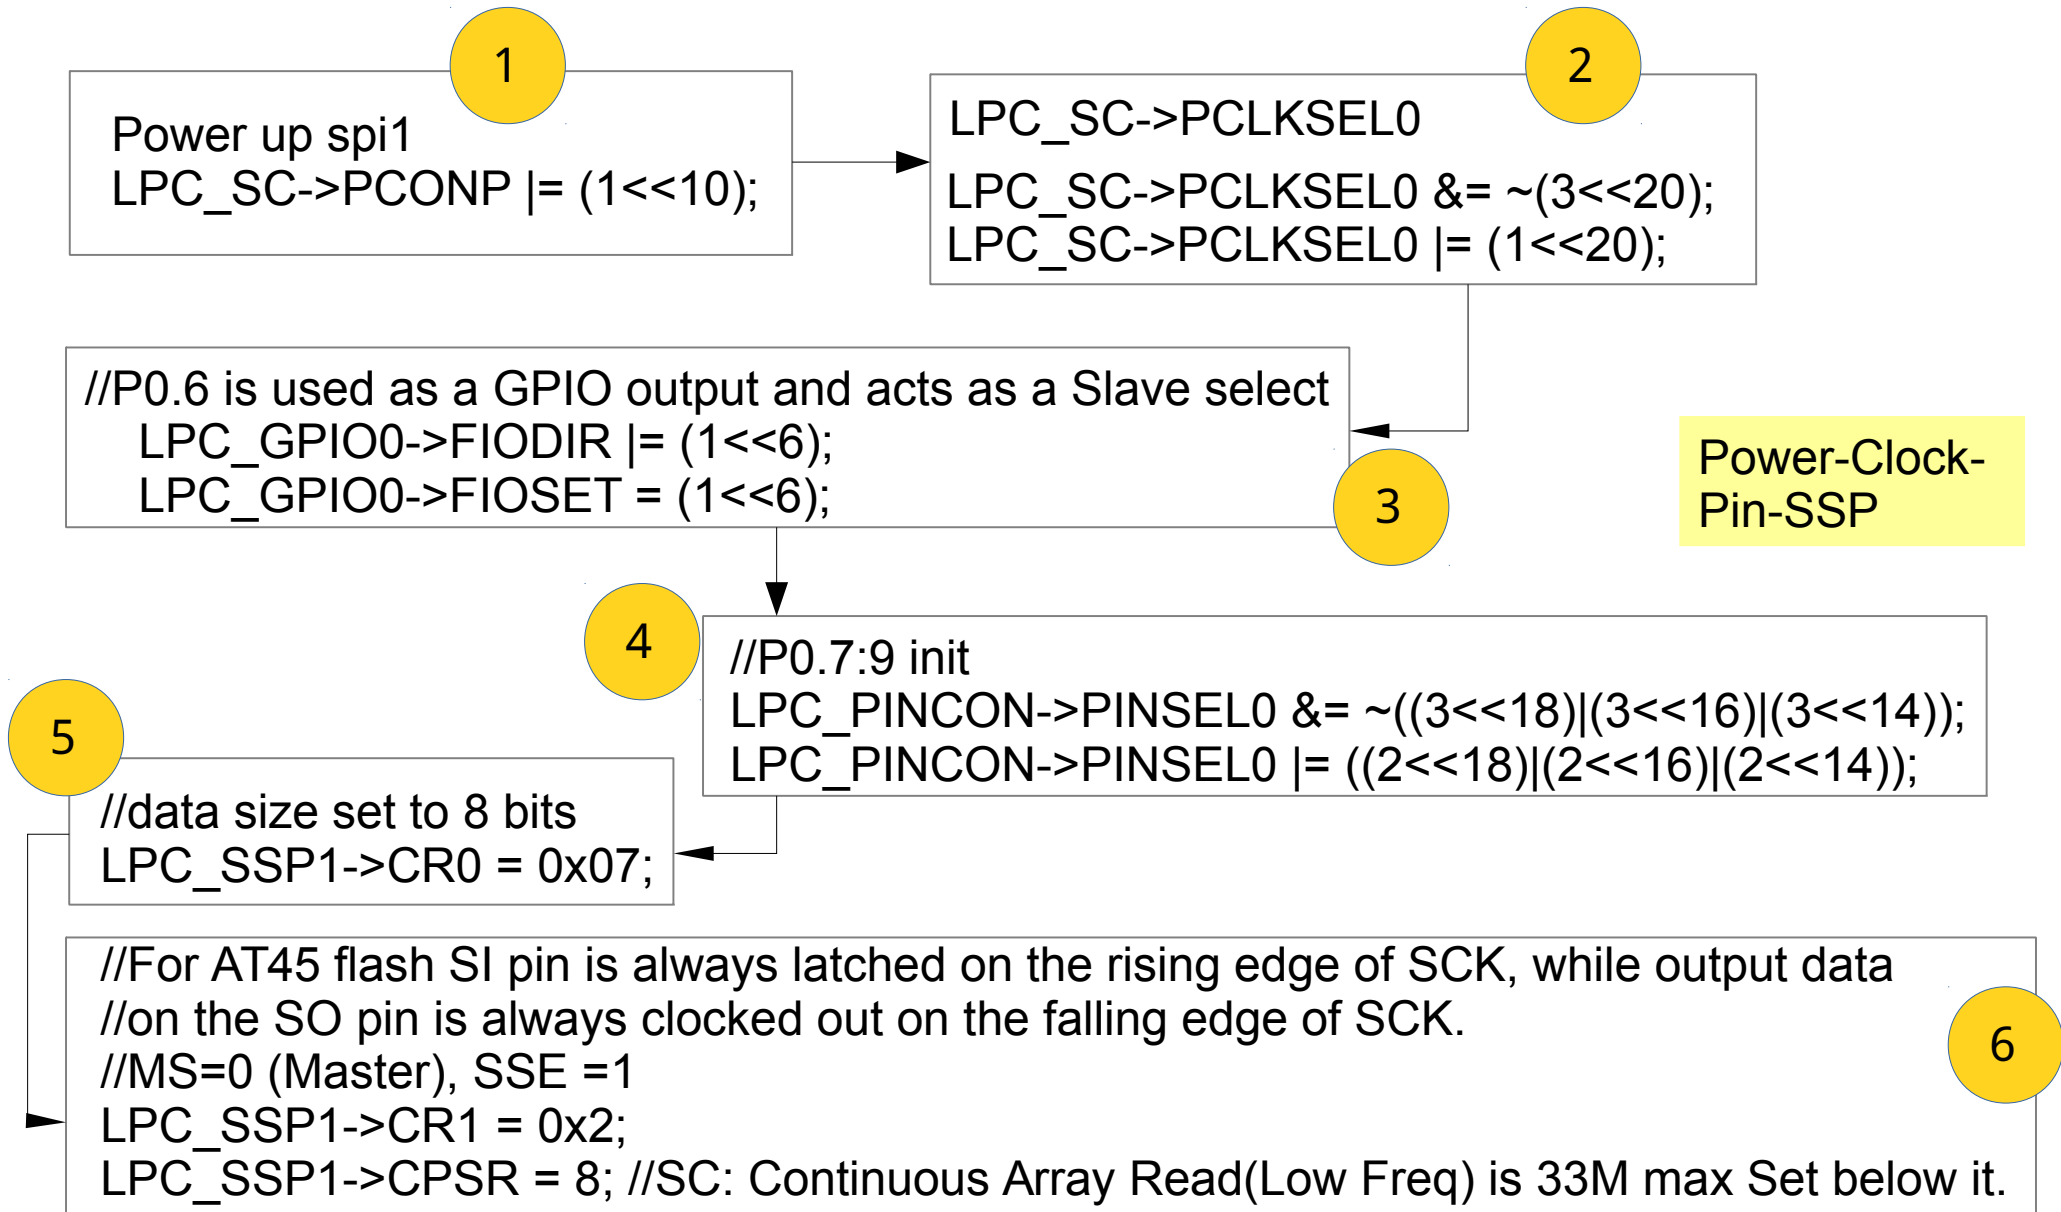 1
Power up spi1
LPC_SC->PCONP |= (1<<10);
2
LPC_SC->PCLKSEL0
LPC_SC->PCLKSEL0 &= ~(3<<20);
LPC_SC->PCLKSEL0 |= (1<<20);
//P0.6 is used as a GPIO output and acts as a Slave select
LPC_GPIO0->FIODIR |= (1<<6);
LPC_GPIO0->FIOSET = (1<<6);
3
Power-Clock-
Pin-SSP
4
//P0.7:9 init
LPC_PINCON->PINSEL0 &= ~((3<<18)|(3<<16)|(3<<14));
LPC_PINCON->PINSEL0 |= ((2<<18)|(2<<16)|(2<<14));
5
//data size set to 8 bits
LPC_SSP1->CR0 = 0x07;
//For AT45 flash SI pin is always latched on the rising edge of SCK, while output data
//on the SO pin is always clocked out on the falling edge of SCK.
//MS=0 (Master), SSE =1
LPC_SSP1->CR1 = 0x2;
LPC_SSP1->CPSR = 8; //SC: Continuous Array Read(Low Freq) is 33M max Set below it.
6